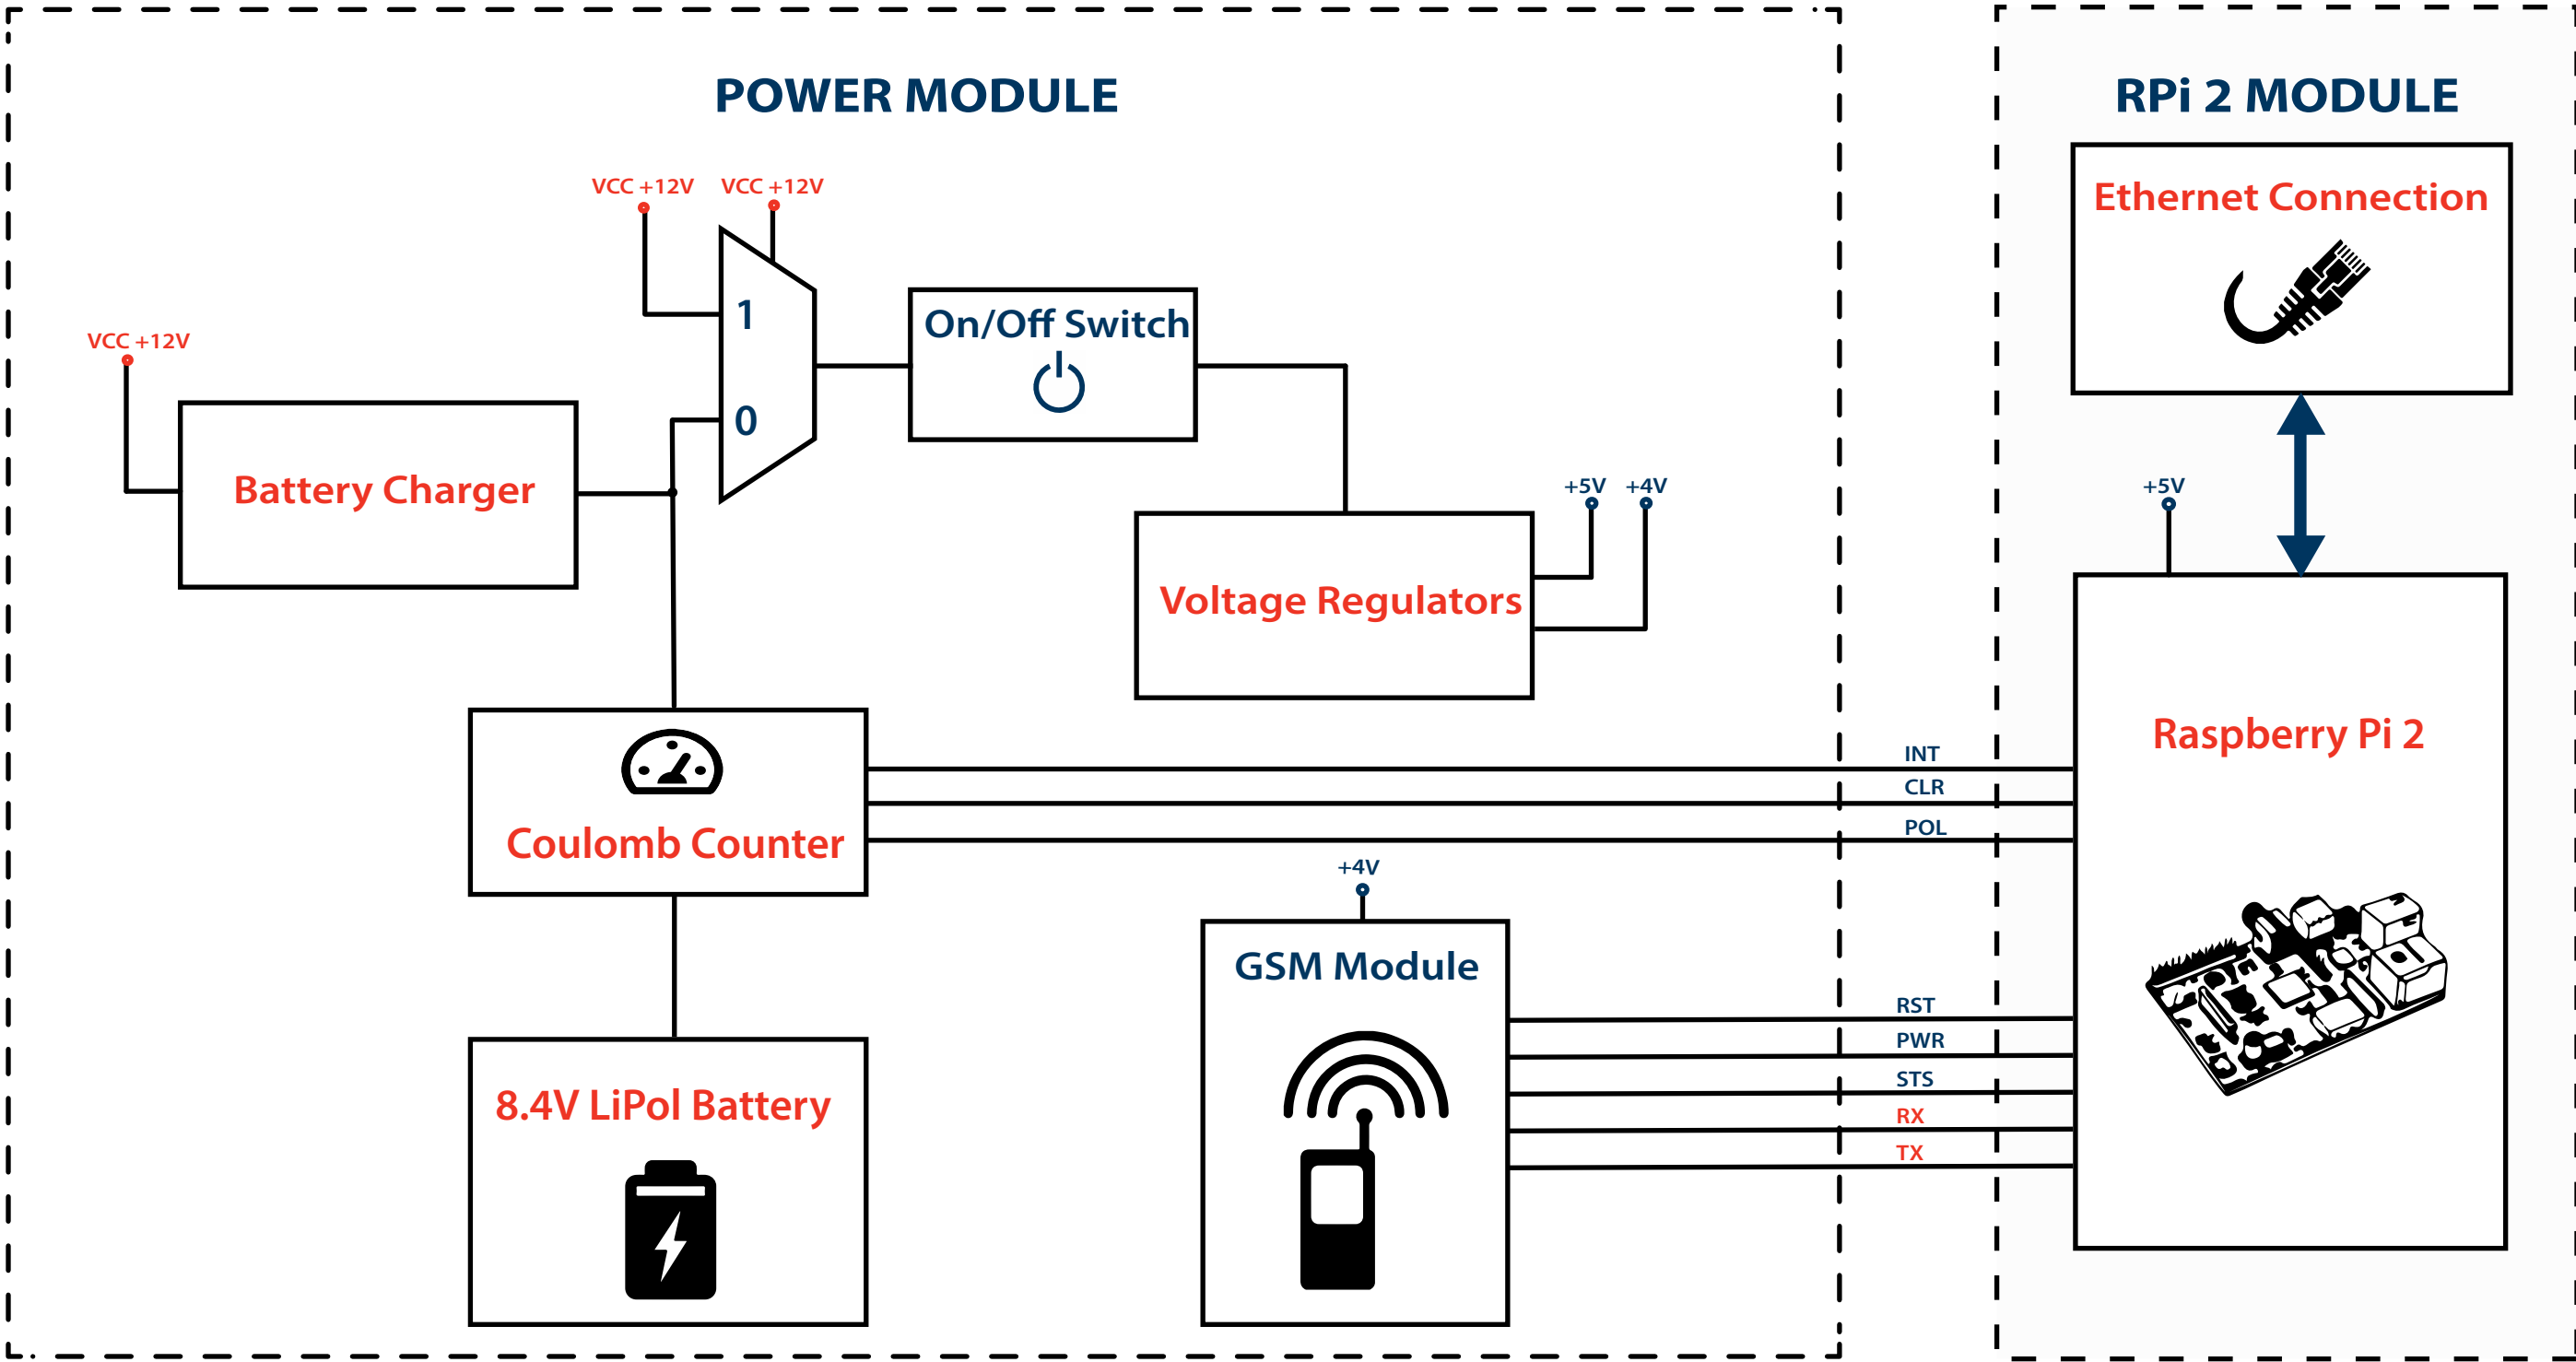 POWER MODULE
RPi 2 MODULE
Ethernet Connection
VCC +12V
VCC +12V
1
On/Off Switch
VCC +12V
0
Battery Charger
+5V
+4V
+5V
Voltage Regulators
Raspberry Pi 2
INT
CLR
POL
Coulomb Counter
+4V
GSM Module
RST
PWR
STS
RX
TX
8.4V LiPol Battery